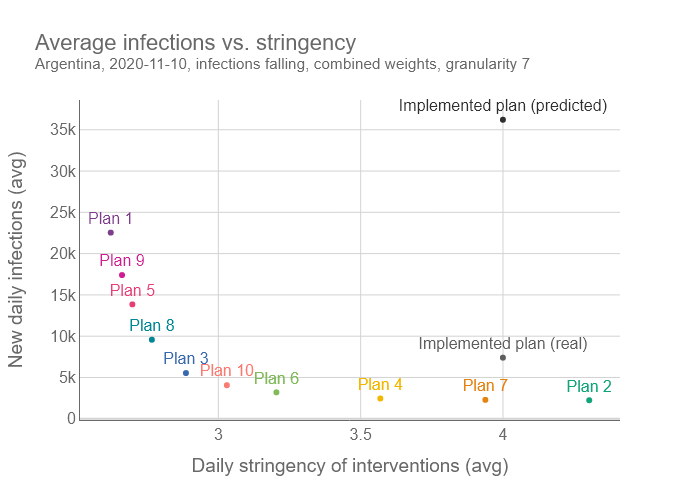 Average infections vs. stringency
Argentina, 2020-11-10, infections falling, combined weights, granularity 7
New daily infections (avg)
35k
30k
25k
20k
15k
10k
5k
0
Implemented plan (predicted)
Plan 1
Plan 9
Plan 5
Plan 8
Implemented plan (real)
Plan 3
Plan 10
Plan 6
Plan 4
Plan 7
Plan 2
3
3.5
4
Daily stringency of interventions (avg)